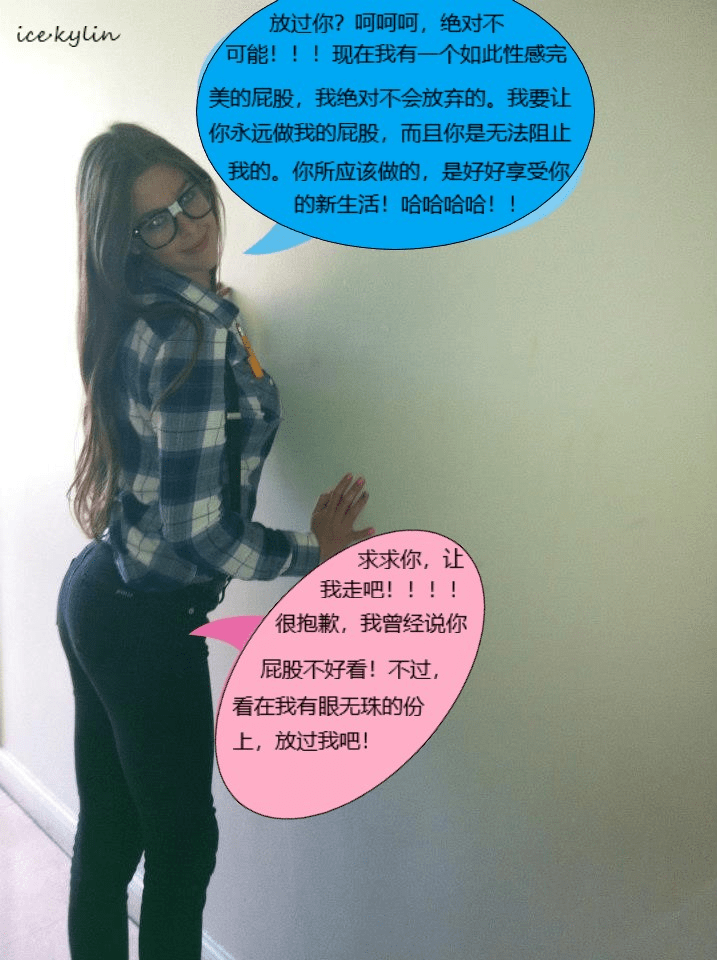 ice·kylin
放过你？呵呵呵，绝对不
可能！！！现在我有一个如此性感完
美的屁股，我绝对不会放弃的。我要让
你永远做我的屁股，而且你是无法阻止
我的。你所应该做的，是好好享受你
的新生活！哈哈哈哈！！
求求你，让
我走吧！！！！
很抱歉，我曾经说你
屁股不好看！不过，
看在我有眼无珠的份
上，放过我吧！